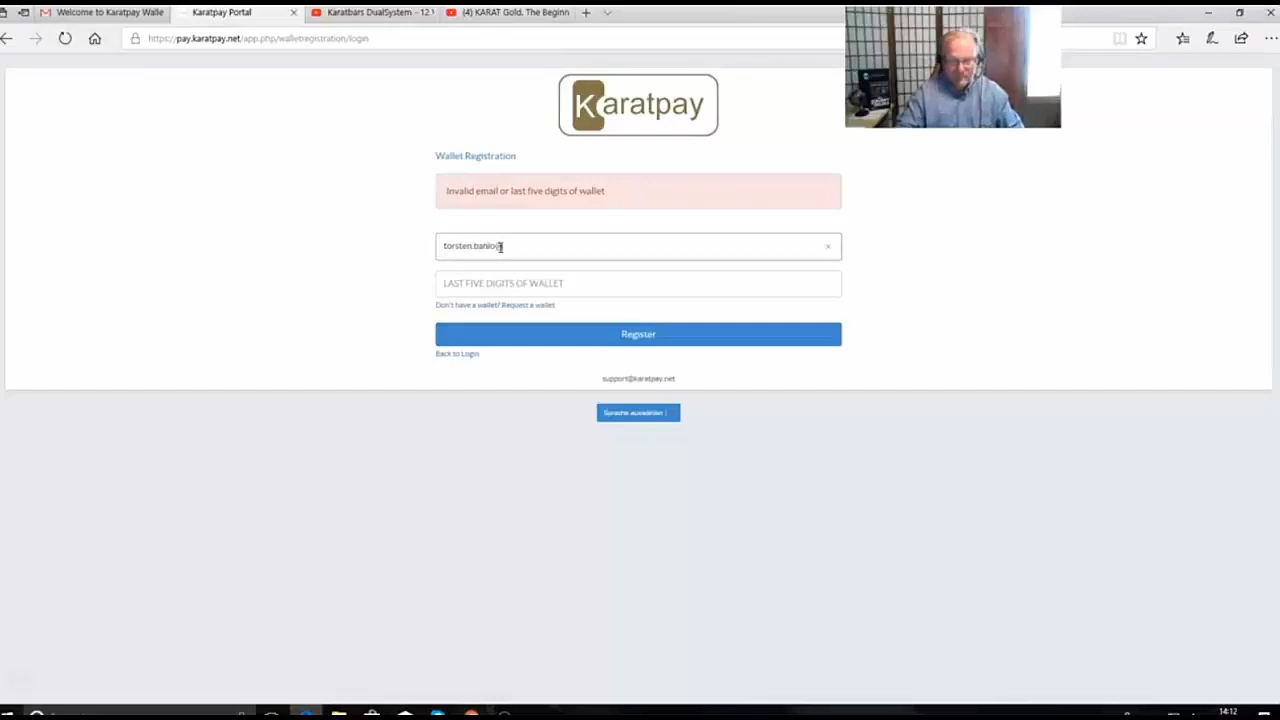 Welcome to Karatpay Walle
Karatpay Portal
Karatbars DualSystem – 12.
(4) KARAT Gold. The Beginn
https://pay.karatpay.net/app.php/walletregistration/login
Karatpay
Wallet Registration
Invalid email or last five digits of wallet
LAST FIVE DIGITS OF WALLET
Don't have a wallet? Request a wallet
Register
Back to Login
support@karatpay.net
Sprache auswählen
14:12